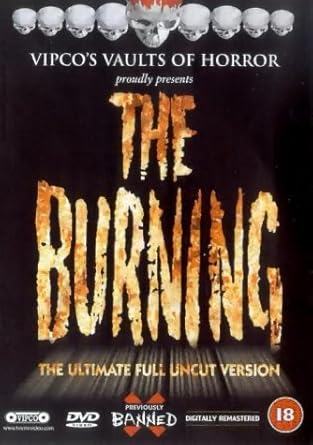 VIPCO'S VAULTS OF HORROR
proudly presents
THE
BURNING
THE ULTIMATE FULL UNCUT VERSION
VIPCO
DVD
VIDEO
PREVIOUSLY
BANNED
DIGITALLY REMASTERED
18